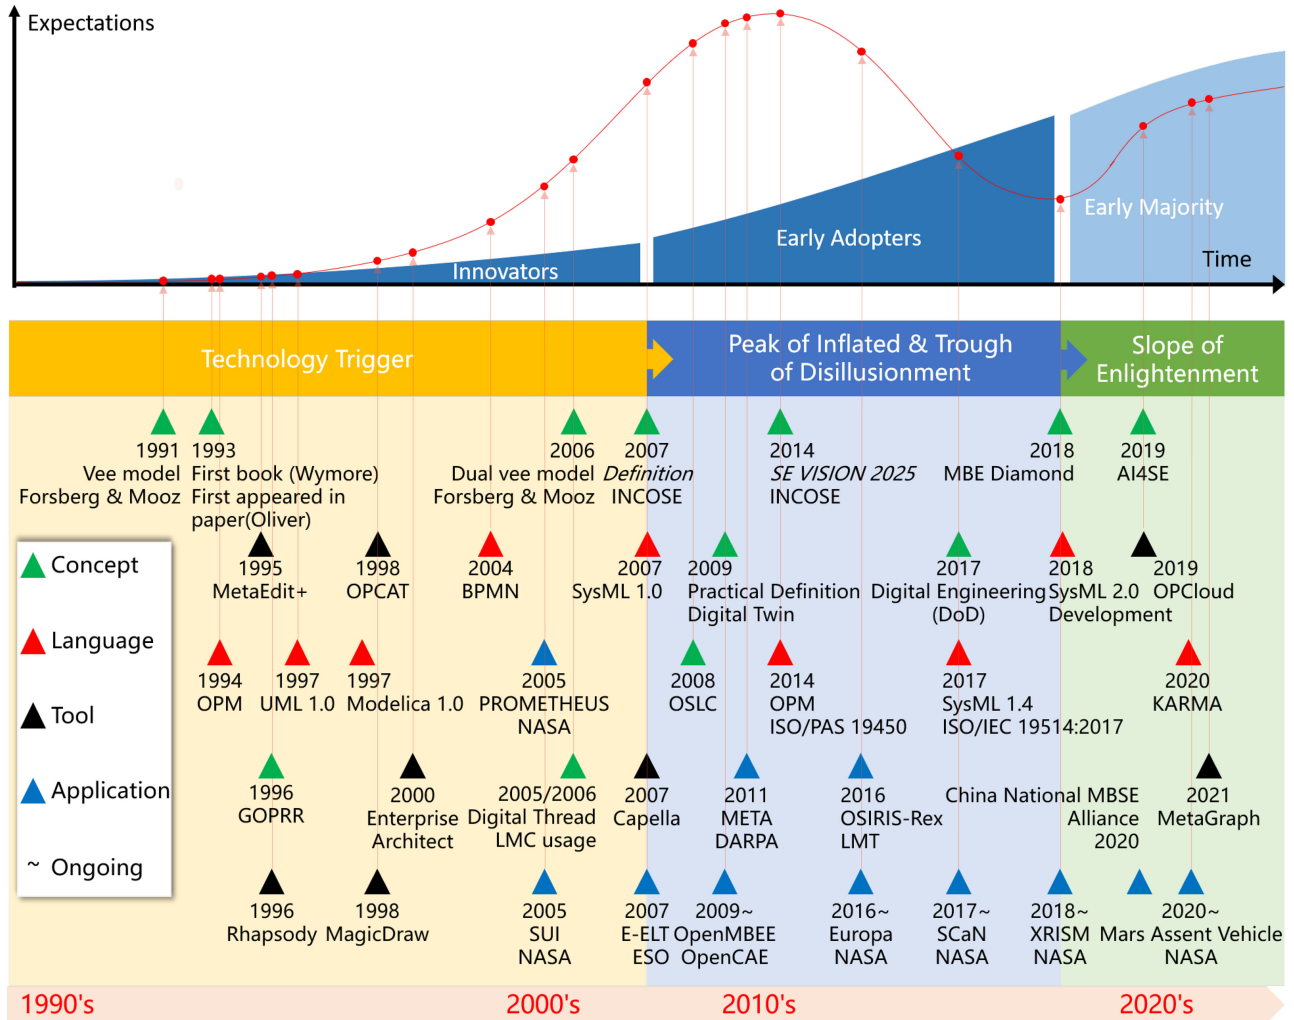 Expectations
Innovators
Early Adopters
Early Majority
Time
Technology Trigger
Peak of Inflated & Trough
of Disillusionment
Slope of
Enlightenment
1991
Vee model
Forsberg & Mooz
1993
First book (Wymore)
First appeared in
paper(Oliver)
2006
Dual vee model
Forsberg & Mooz
2007
Definition
INCOSE
2014
SE VISION 2025
INCOSE
2018
MBE Diamond
2019
AI4SE
Concept
Language
Tool
Application
~ Ongoing
1995
MetaEdit+
1998
OPCAT
2004
BPMN
2007
SysML 1.0
2009
Practical Definition
Digital Twin
2017
Digital Engineering
(DoD)
2018
SysML 2.0
Development
2019
OPCloud
1994
OPM
1997
UML 1.0
1997
Modelica 1.0
2005
PROMETHEUS
NASA
2008
OSLC
2014
OPM
ISO/PAS 19450
2017
SysML 1.4
ISO/IEC 19514:2017
2020
KARMA
1996
GOPRR
2000
Enterprise
Architect
2005/2006
Digital Thread
LMC usage
2007
Capella
2011
META
DARPA
2016
OSIRIS-Rex
LMT
China National MBSE
Alliance
2020
2021
MetaGraph
1996
Rhapsody
1998
MagicDraw
2005
SUI
NASA
2007
E-ELT
ESO
2009~
OpenMBEE
OpenCAE
2016~
Europa
NASA
2017~
SCaN
NASA
2018~
XRISM
NASA
2020~
Mars Assent Vehicle
NASA
1990's
2000's
2010's
2020's